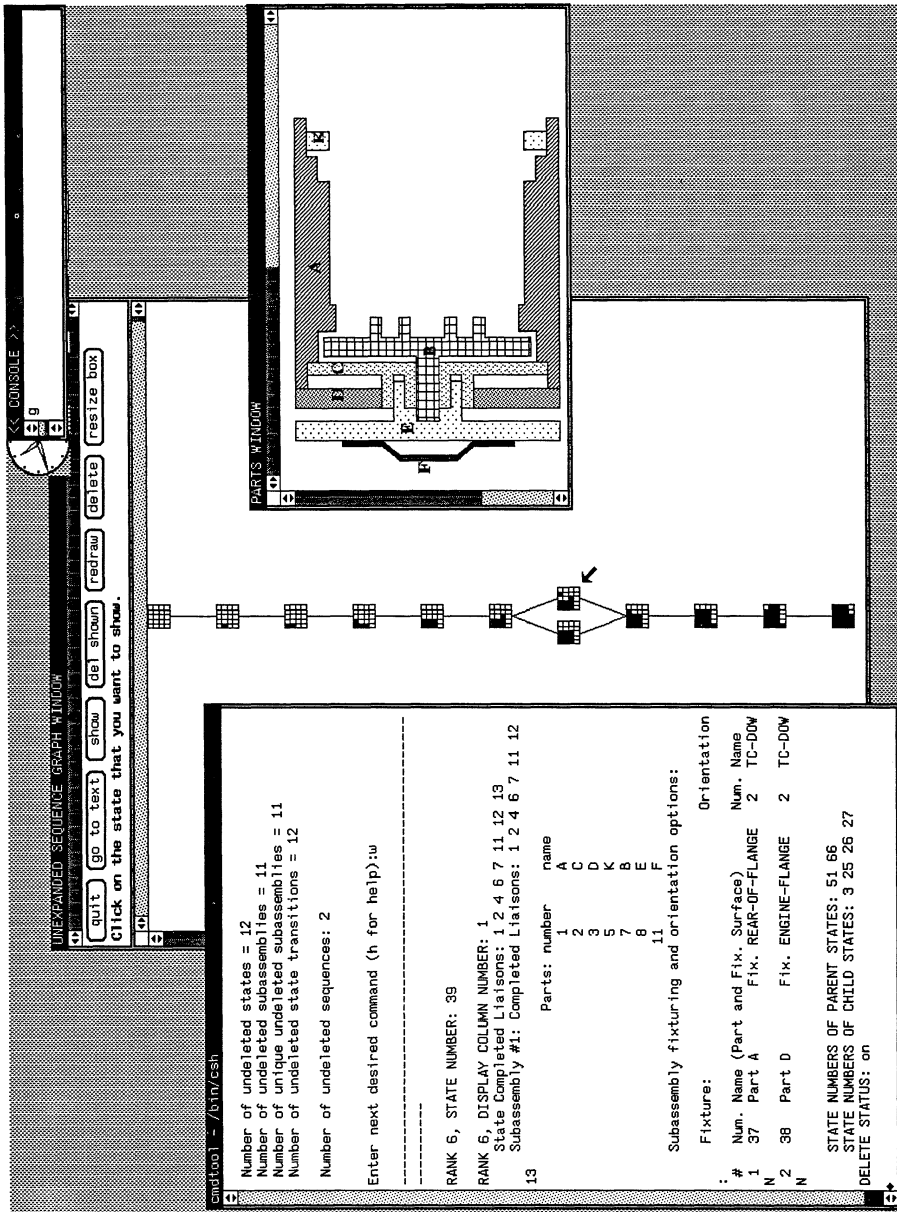 << CONSOLE >>
g
UNEXPANDED SEQUENCE GRAPH WINDOW
quit go to text show del shown redraw delete resize box
Click on the state that you want to show.
PARTS WINDOW
A
K
B
C
D
E
F
cmdtool - /bin/csh
Number of undeleted states = 12
Number of undeleted subassemblies = 11
Number of unique undeleted subassemblies = 11
Number of undeleted state transitions = 12
Number of undeleted sequences: 2
Enter next desired command (h for help):w
--------------------------------------------------------------------------------
------
RANK 6, STATE NUMBER: 39
RANK 6, DISPLAY COLUMN NUMBER: 1
State Completed Liaisons: 1 2 4 6 7 11 12 13
Subassembly #1: Completed Liaisons: 1 2 4 6 7 11 12
13
Parts: number name
1 A
2 C
3 D
5 K
7 B
8 E
11 F
Subassembly fixturing and orientation options:
Fixture: Orientation
:
# Num. Name (Part and Fix. Surface) Num. Name
1 37 Part A Fix. REAR-OF-FLANGE 2 TC-DOW
N
2 38 Part D Fix. ENGINE-FLANGE 2 TC-DOW
N
STATE NUMBERS OF PARENT STATES: 51 66
STATE NUMBERS OF CHILD STATES: 3 25 26 27
DELETE STATUS: on